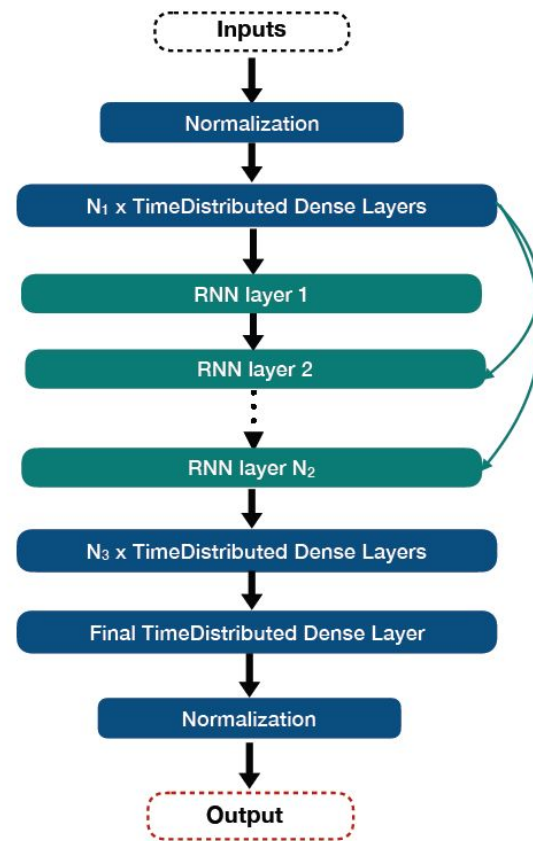 Inputs
Normalization
N₁ x TimeDistributed Dense Layers
RNN layer 1
RNN layer 2
RNN layer N₂
N₃ x TimeDistributed Dense Layers
Final TimeDistributed Dense Layer
Normalization
Output